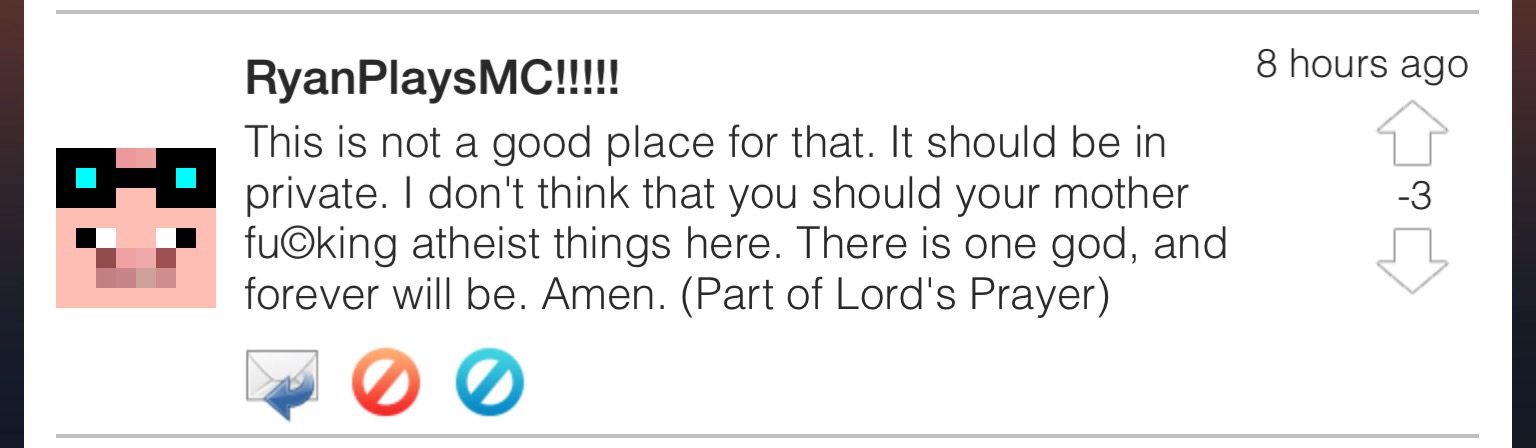 RyanPlaysMC!!!!!
8 hours ago
This is not a good place for that. It should be in
private. I don't think that you should your mother
fu©king atheist things here. There is one god, and
forever will be. Amen. (Part of Lord's Prayer)
-3